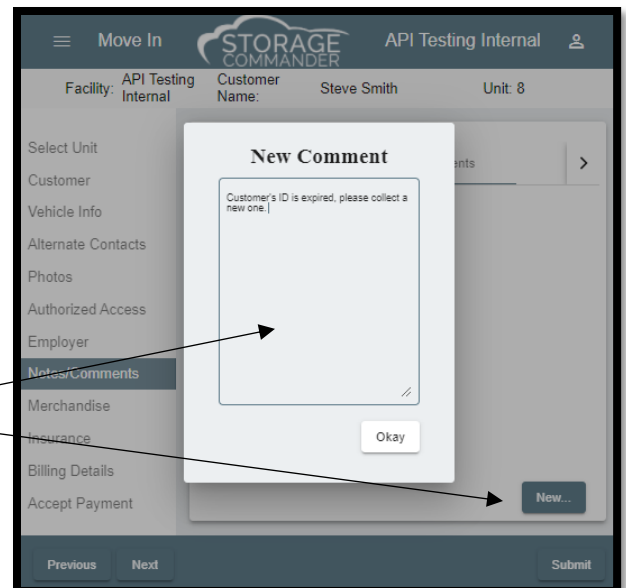 Move In
STORAGE
COMMANDER
API Testing Internal
Facility: API Testing Internal
Customer Name: Steve Smith
Unit: 8
Select Unit
Customer
Vehicle Info
Alternate Contacts
Photos
Authorized Access
Employer
Notes/Comments
Merchandise
Insurance
Billing Details
Accept Payment
New Comment
Customer's ID is expired, please collect a
new one.
Okay
New...
Previous
Next
Submit